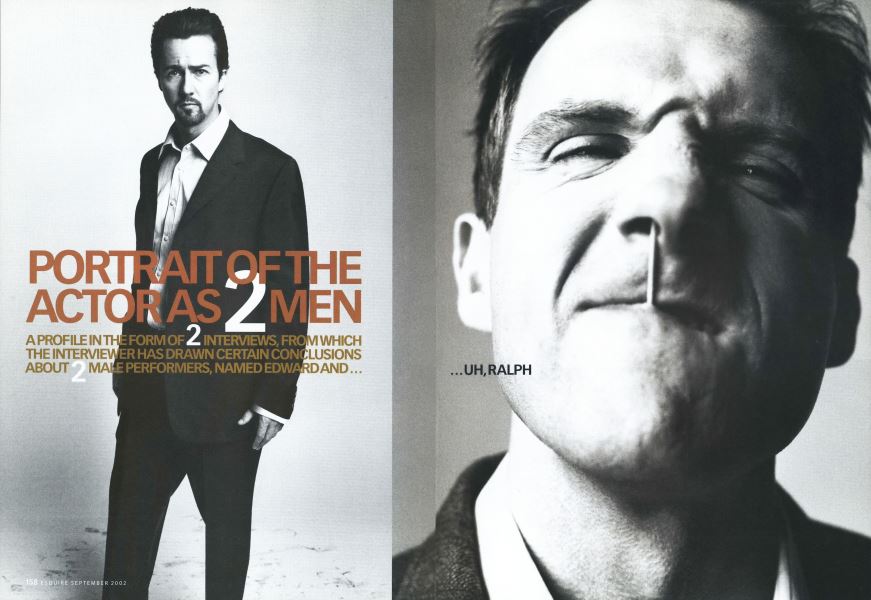 PORTRAIT OF THE
ACTOR AS 2 MEN
A PROFILE IN THE FORM OF 2 INTERVIEWS, FROM WHICH
THE INTERVIEWER HAS DRAWN CERTAIN CONCLUSIONS
ABOUT 2 MALE PERFORMERS, NAMED EDWARD AND ...
...UH, RALPH
158 ESQUIRE SEPTEMBER 2002